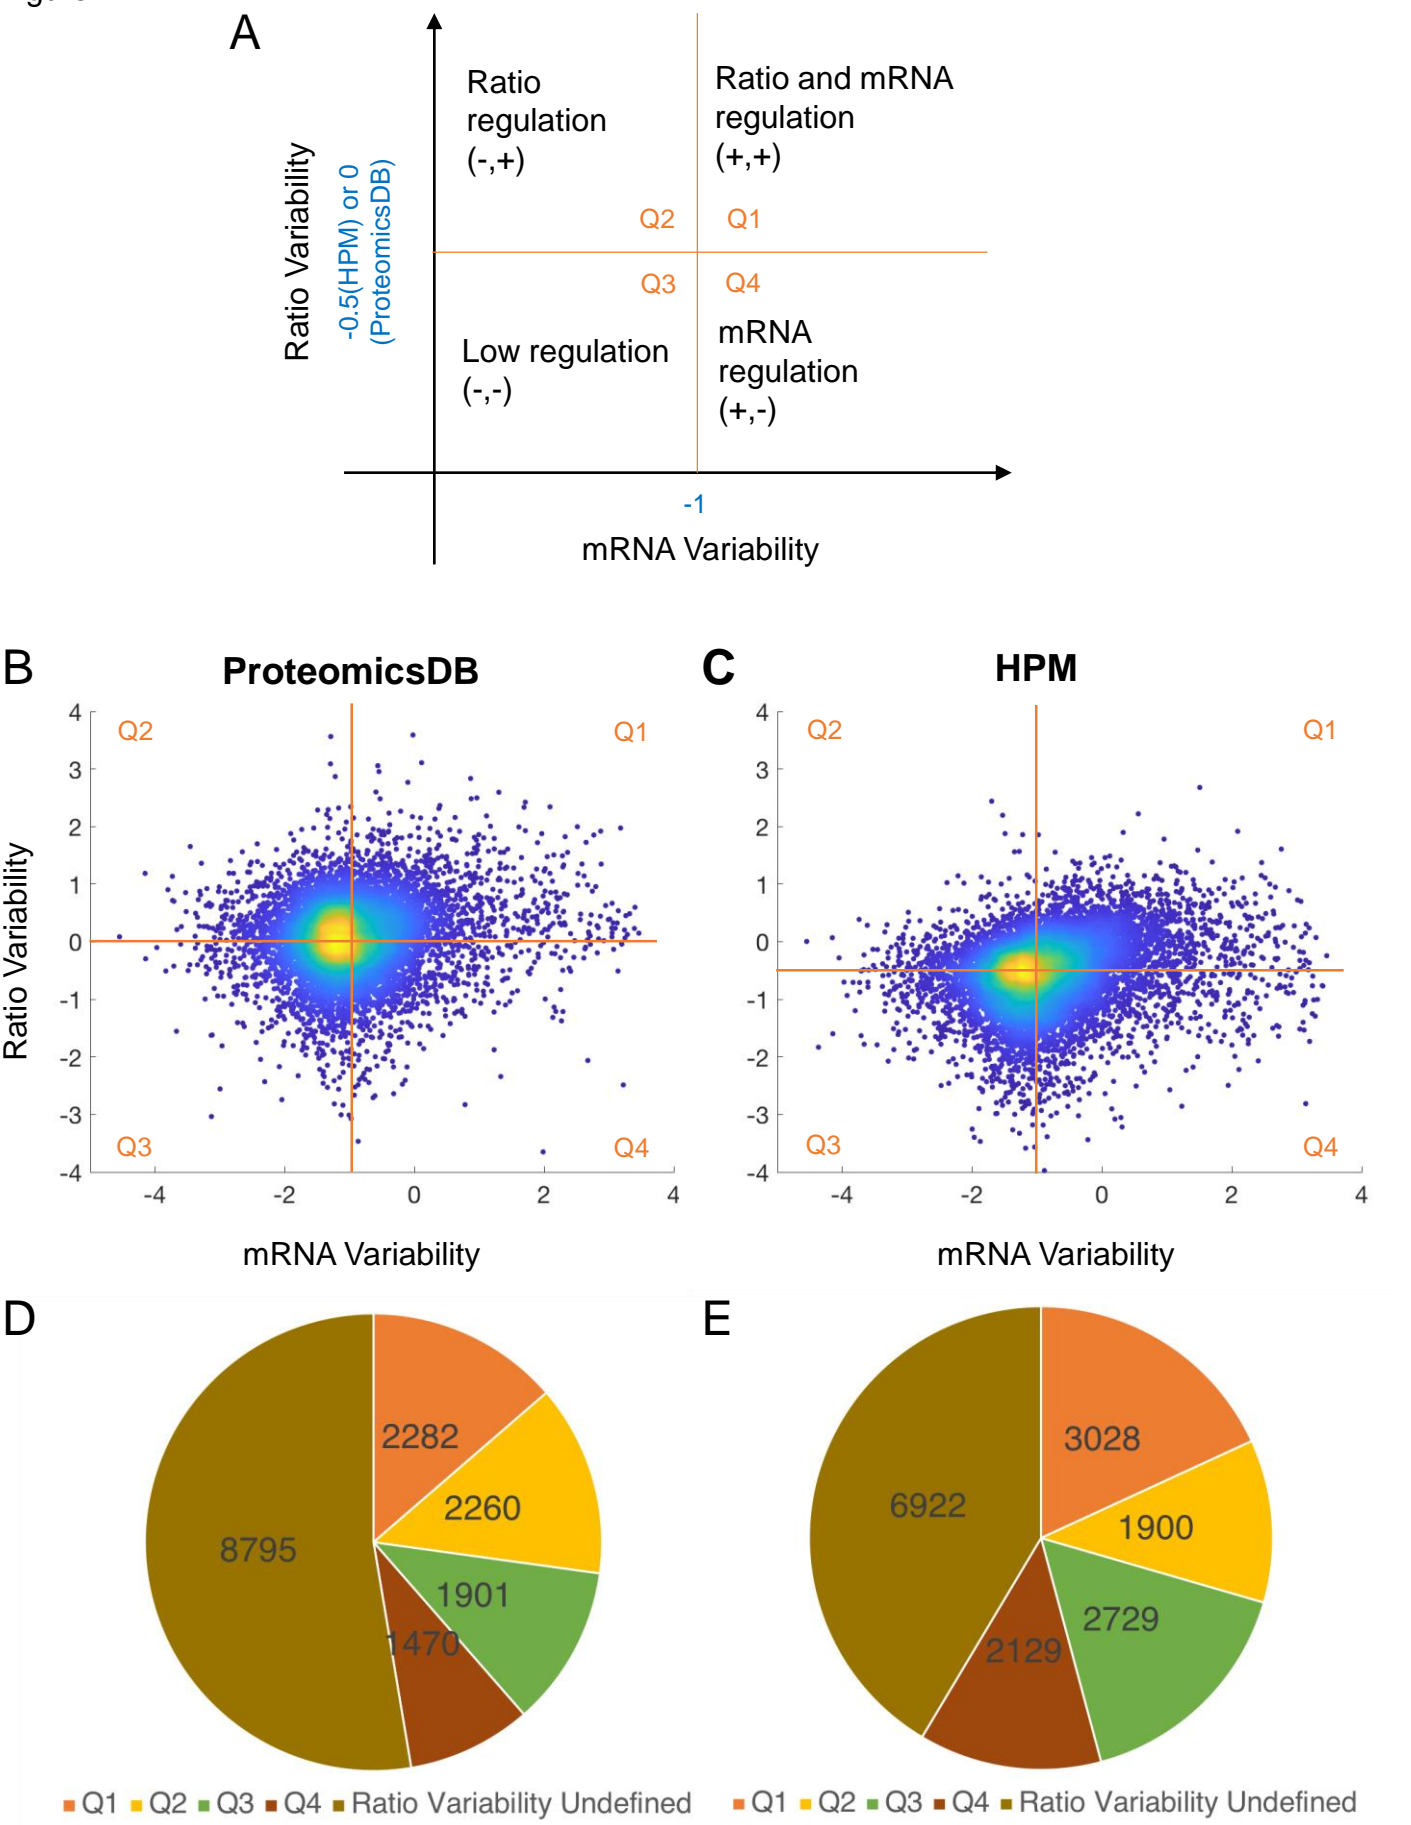 A
Ratio
regulation
(-,+)
Ratio and mRNA
regulation
(+,+)
Ratio Variability
-0.5(HPM) or 0
(ProteomicsDB)
Q2
Q1
Q3
Q4
Low regulation
(-,-)
mRNA
regulation
(+,-)
-1
mRNA Variability
B
ProteomicsDB
4
3
2
1
0
-1
-2
-3
-4
Q2
Q1
Q3
Q4
Ratio Variability
-4
-2
0
2
4
mRNA Variability
C
HPM
4
3
2
1
0
-1
-2
-3
-4
Q2
Q1
Q3
Q4
-4
-2
0
2
4
mRNA Variability
D
2282
2260
1901
1470
8795
Q1 Q2 Q3 Q4 Ratio Variability Undefined
E
3028
1900
2729
2129
6922
Q1 Q2 Q3 Q4 Ratio Variability Undefined